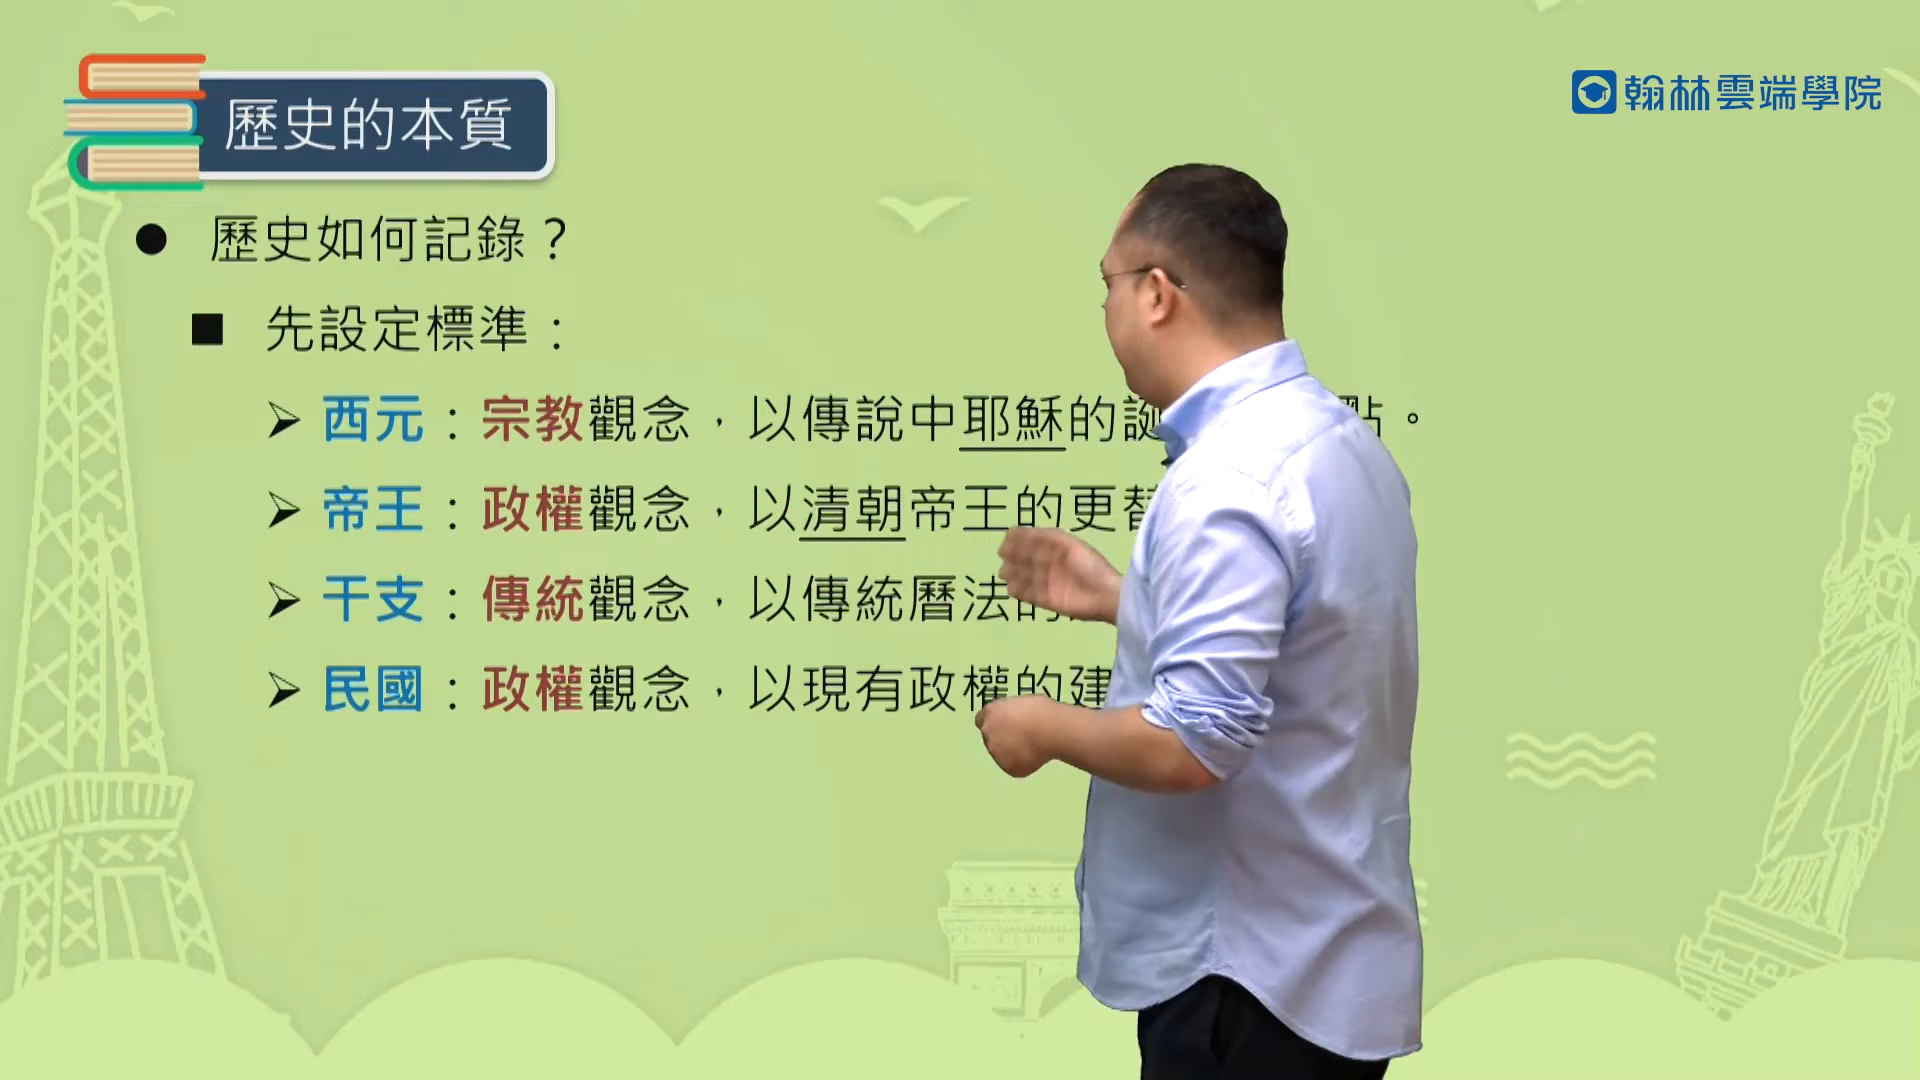 歷史的本質
翰林雲端學院
歷史如何記錄？
先設定標準：
西元：宗教觀念，以傳說中耶穌的誕 點。
帝王：政權觀念，以清朝帝王的更替
干支：傳統觀念，以傳統曆法的
民國：政權觀念，以現有政權的建